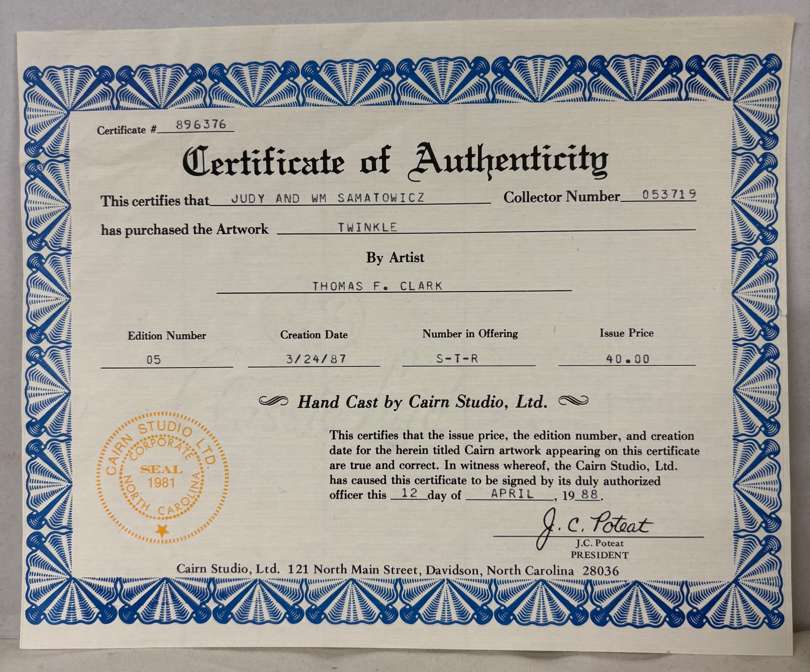 Certificate # 896376
Certificate of Authenticity
This certifies that JUDY AND WM SAMATOWICZ Collector Number 053719
has purchased the Artwork TWINKLE
By Artist
THOMAS F. CLARK
Edition Number Creation Date Number in Offering Issue Price
05 3/24/87 S-T-R 40.00
Hand Cast by Cairn Studio, Ltd.
This certifies that the issue price, the edition number, and creation
date for the herein titled Cairn artwork appearing on this certificate
are true and correct. In witness whereof, the Cairn Studio, Ltd.
has caused this certificate to be signed by its duly authorized
officer this 12 day of APRIL, 1988.
CAIRN STUDIO LTD.
CORPORATE
SEAL
1981
NORTH CAROLINA
J. C. Poteat
J.C. Poteat
PRESIDENT
Cairn Studio, Ltd. 121 North Main Street, Davidson, North Carolina 28036